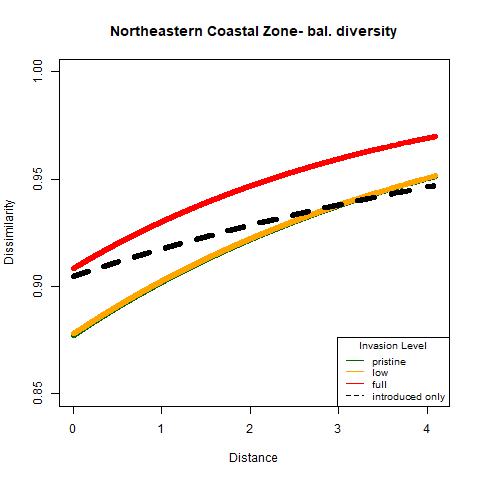 Northeastern Coastal Zone- bal. diversity
1.00
0.95
0.90
0.85
Dissimilarity
0 1 2 3 4
Distance
Invasion Level
pristine
low
full
introduced only